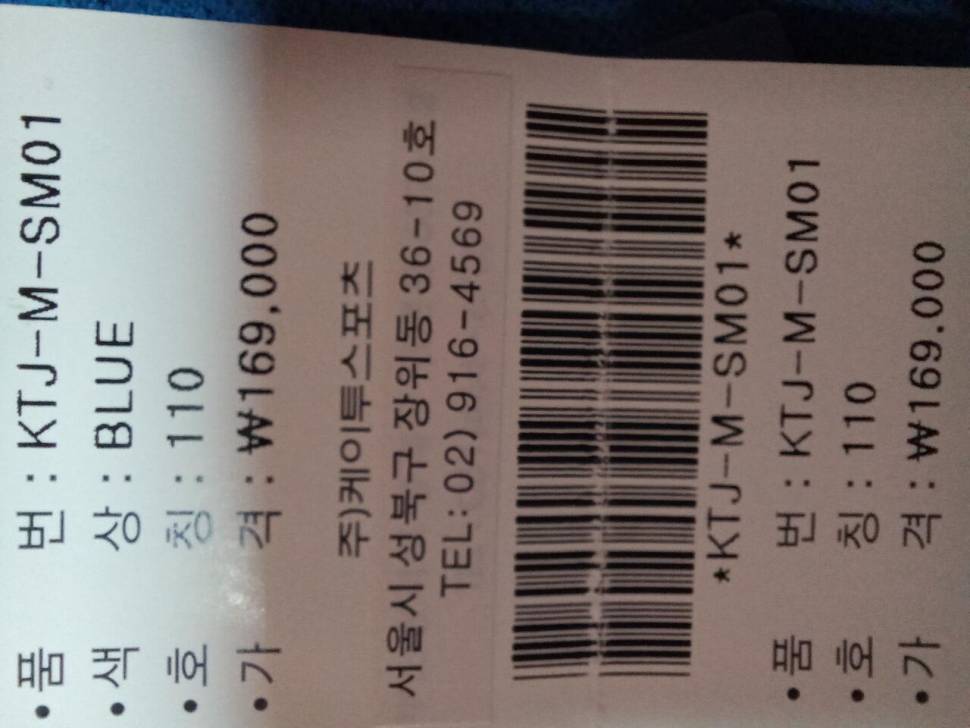 •품 번 : KTJ-M-SM01
•색 상 : BLUE
•호 칭 : 110
•가 격 : ₩169,000
주)케이투스포츠
서울시 성북구 장위동 36-10호
TEL: 02) 916-4569
*KTJ-M-SM01*
•품 번 : KTJ-M-SM01
•호 칭 : 110
•가 격 : ₩169.000